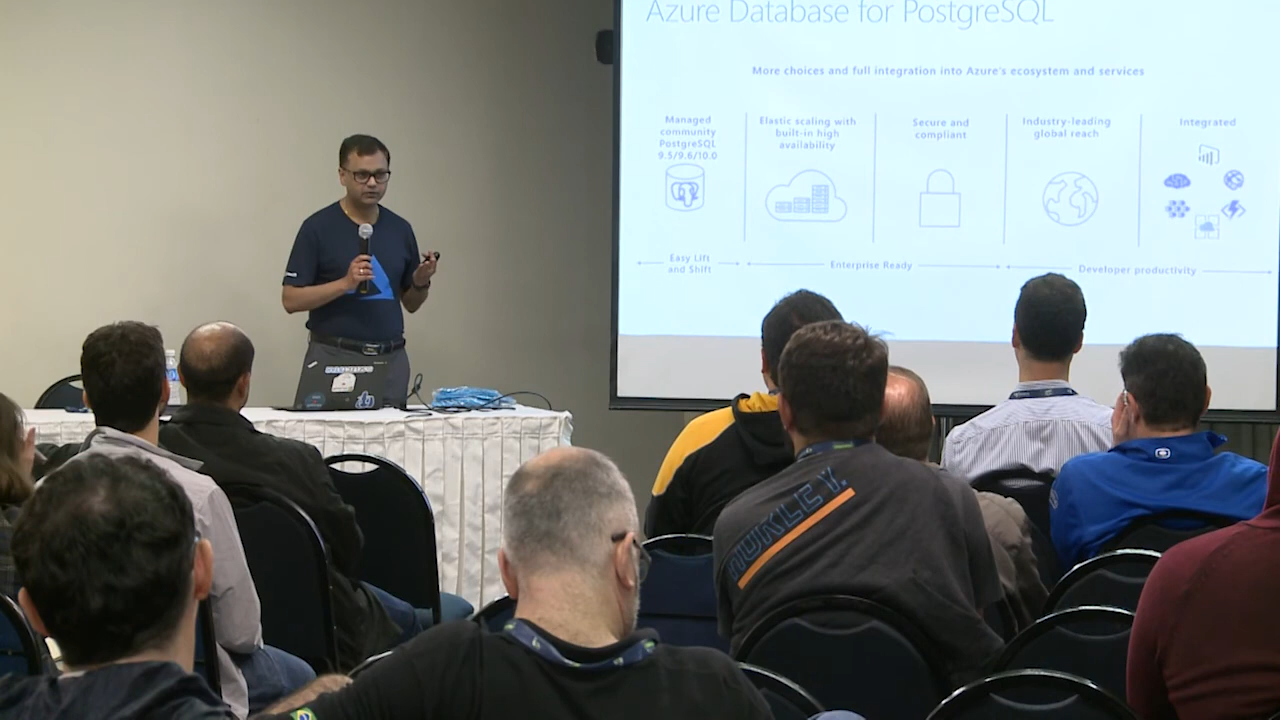 Azure Database for PostgreSQL
More choices and full integration into Azure's ecosystem and services
Managed
community
PostgreSQL
9.5/9.6/10.0
Elastic scaling with
built-in high
availability
Secure and
compliant
Industry-leading
global reach
Integrated
Easy Lift
and Shift
Enterprise Ready
Developer productivity
HURLEY